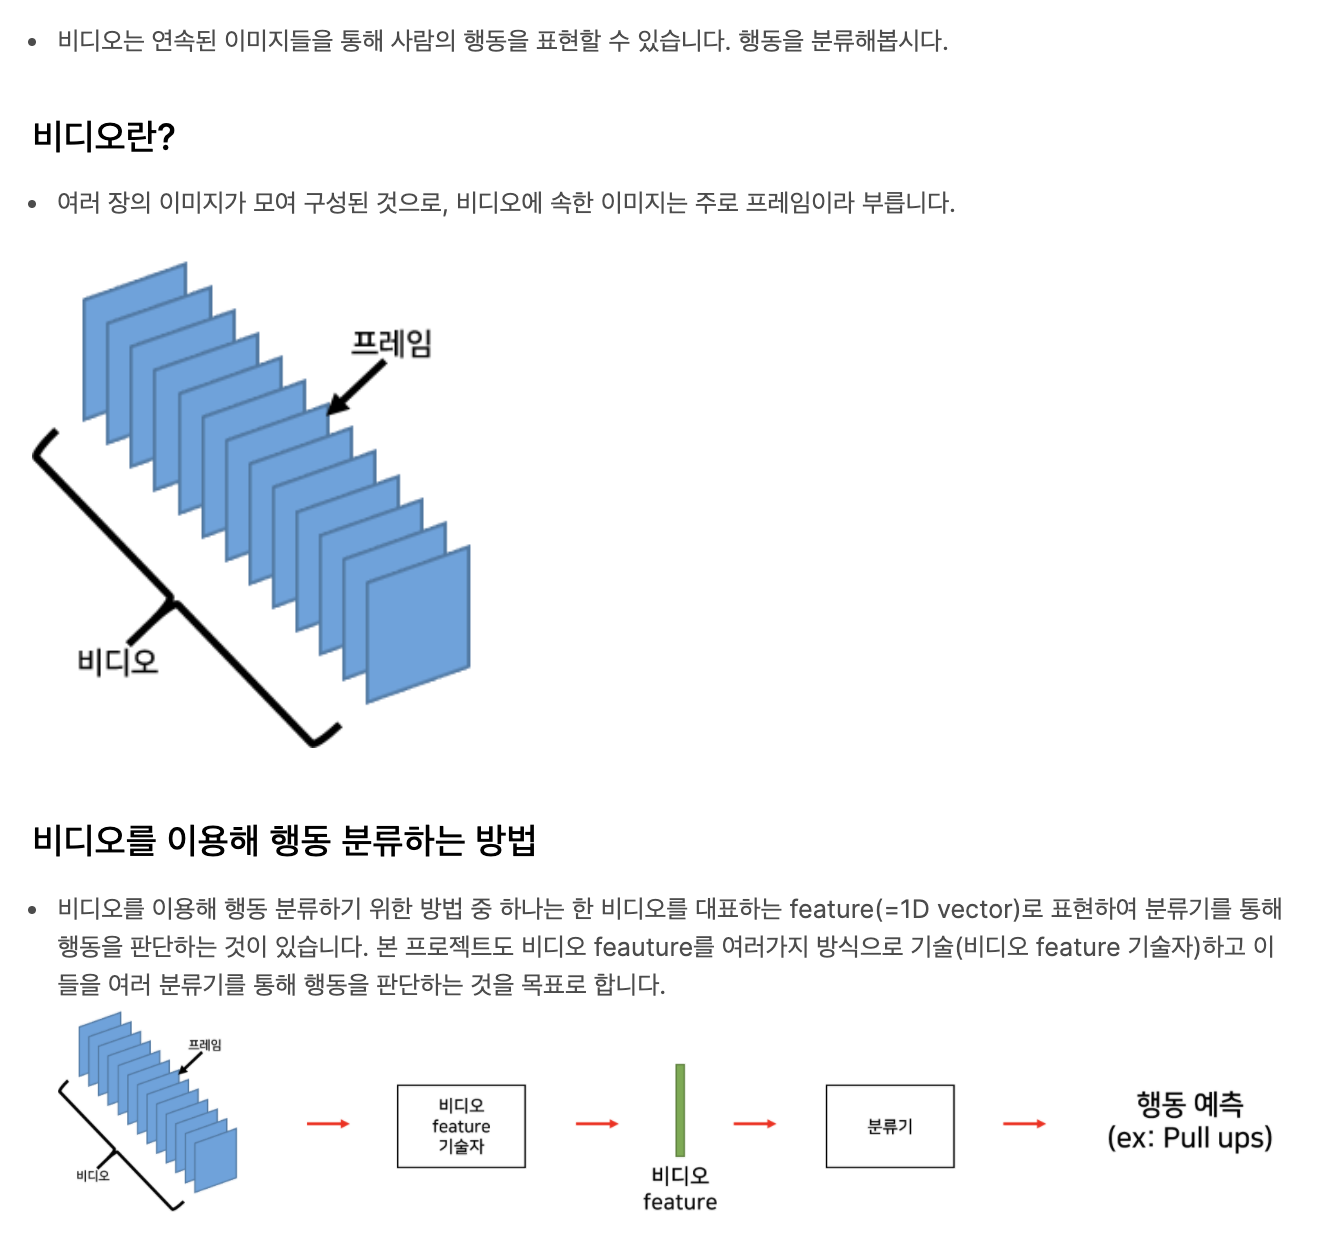 비디오는 연속된 이미지들을 통해 사람의 행동을 표현할 수 있습니다. 행동을 분류해봅시다.
비디오란?
여러 장의 이미지가 모여 구성된 것으로, 비디오에 속한 이미지는 주로 프레임이라 부릅니다.
프레임
비디오
비디오를 이용해 행동 분류하는 방법
비디오를 이용해 행동 분류하기 위한 방법 중 하나는 한 비디오를 대표하는 feature(=1D vector)로 표현하여 분류기를 통해
행동을 판단하는 것이 있습니다. 본 프로젝트도 비디오 feauture를 여러가지 방식으로 기술(비디오 feature 기술자)하고 이
들을 여러 분류기를 통해 행동을 판단하는 것을 목표로 합니다.
프레임
비디오
비디오
feature
기술자
비디오
feature
분류기
행동 예측
(ex: Pull ups)